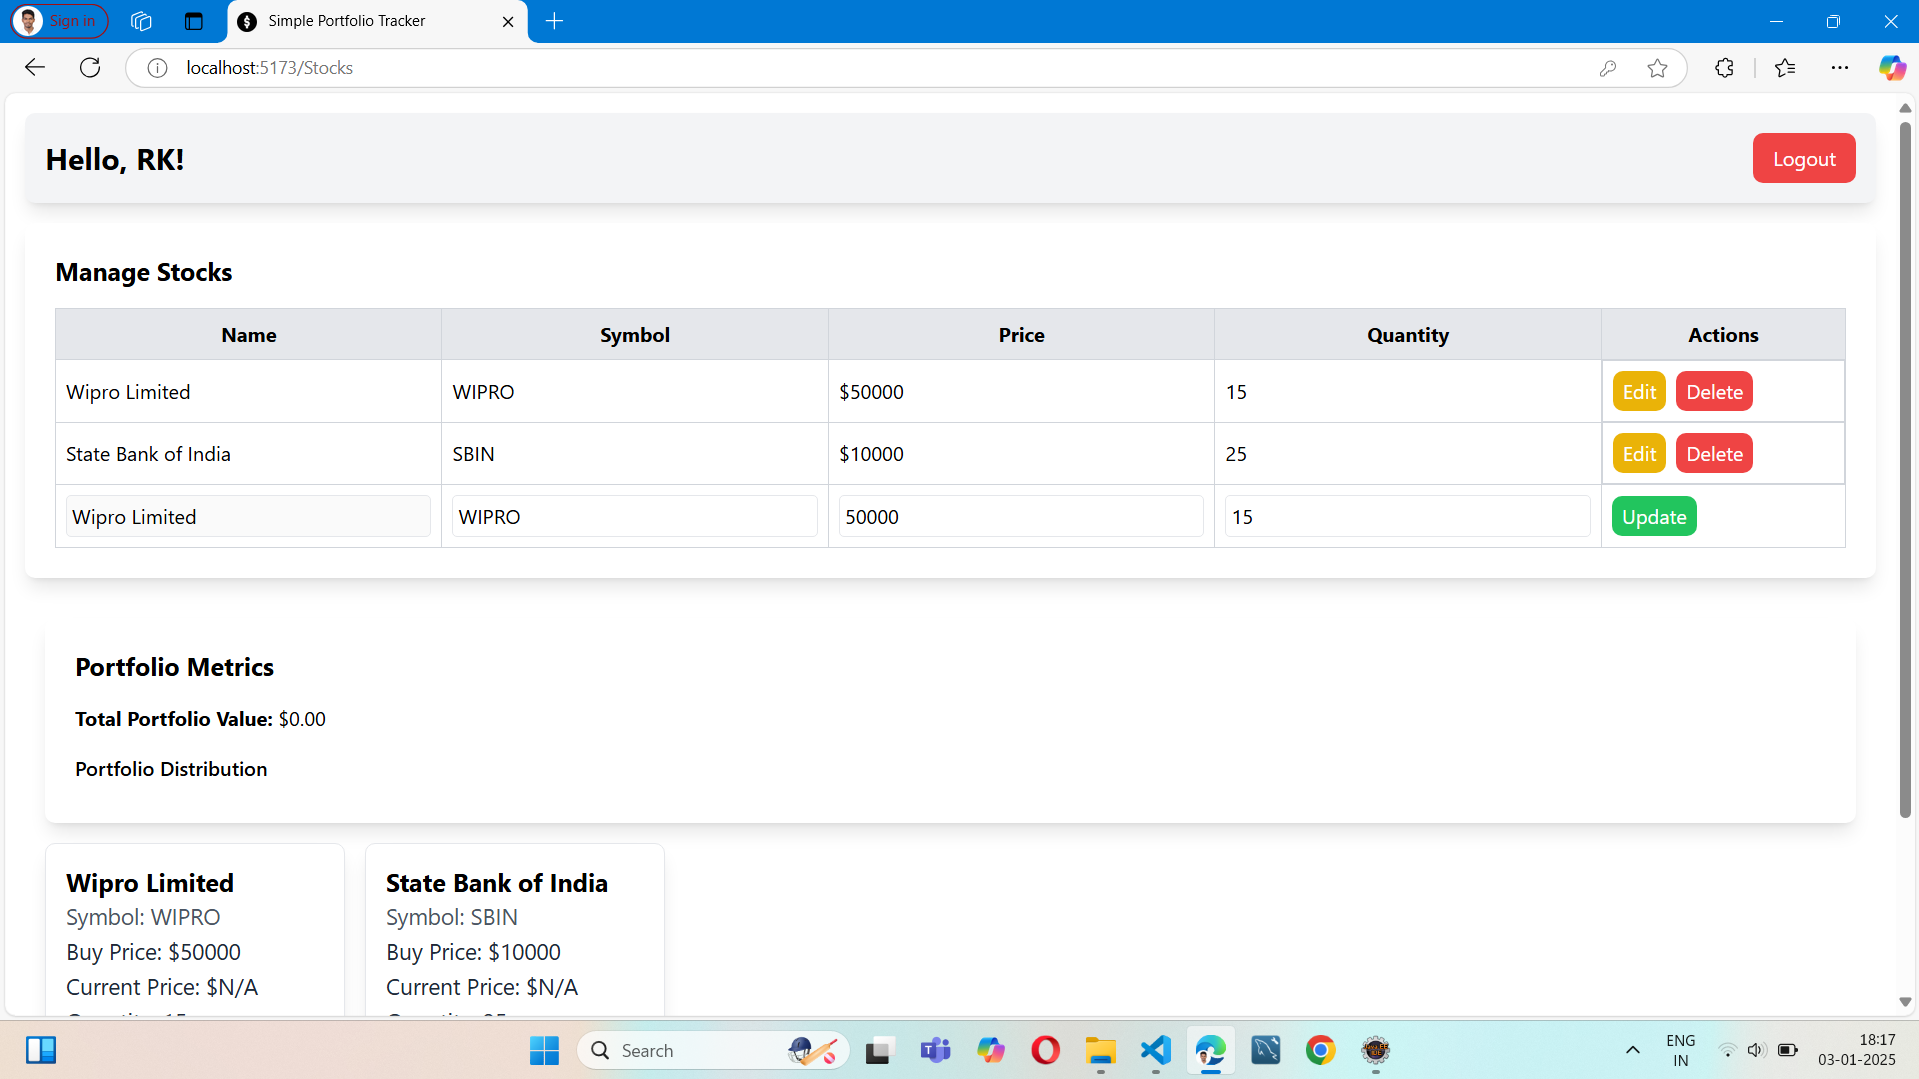 Sign in
Simple Portfolio Tracker
localhost:5173/Stocks
Hello, RK!
Logout
Manage Stocks
Name Symbol Price Quantity Actions
Wipro Limited WIPRO $50000 15 Edit Delete
State Bank of India SBIN $10000 25 Edit Delete
Wipro Limited WIPRO 50000 15 Update
Portfolio Metrics
Total Portfolio Value: $0.00
Portfolio Distribution
Wipro Limited
Symbol: WIPRO
Buy Price: $50000
Current Price: $N/A
State Bank of India
Symbol: SBIN
Buy Price: $10000
Current Price: $N/A
Search
ENG
IN
18:17
03-01-2025